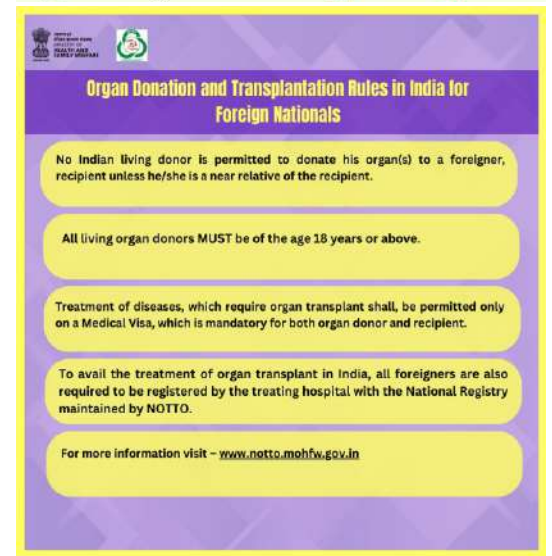 HEALTH AND
FAMILY WELFARE
Organ Donation and Transplantation Rules in India for
Foreign Nationals
No Indian living donor is permitted to donate his organ(s) to a foreigner,
recipient unless he/she is a near relative of the recipient.
All living organ donors MUST be of the age 18 years or above.
Treatment of diseases, which require organ transplant shall, be permitted only
on a Medical Visa, which is mandatory for both organ donor and recipient.
To avail the treatment of organ transplant in India, all foreigners are also
required to be registered by the treating hospital with the National Registry
maintained by NOTTO.
For more information visit – www.notto.mohfw.gov.in